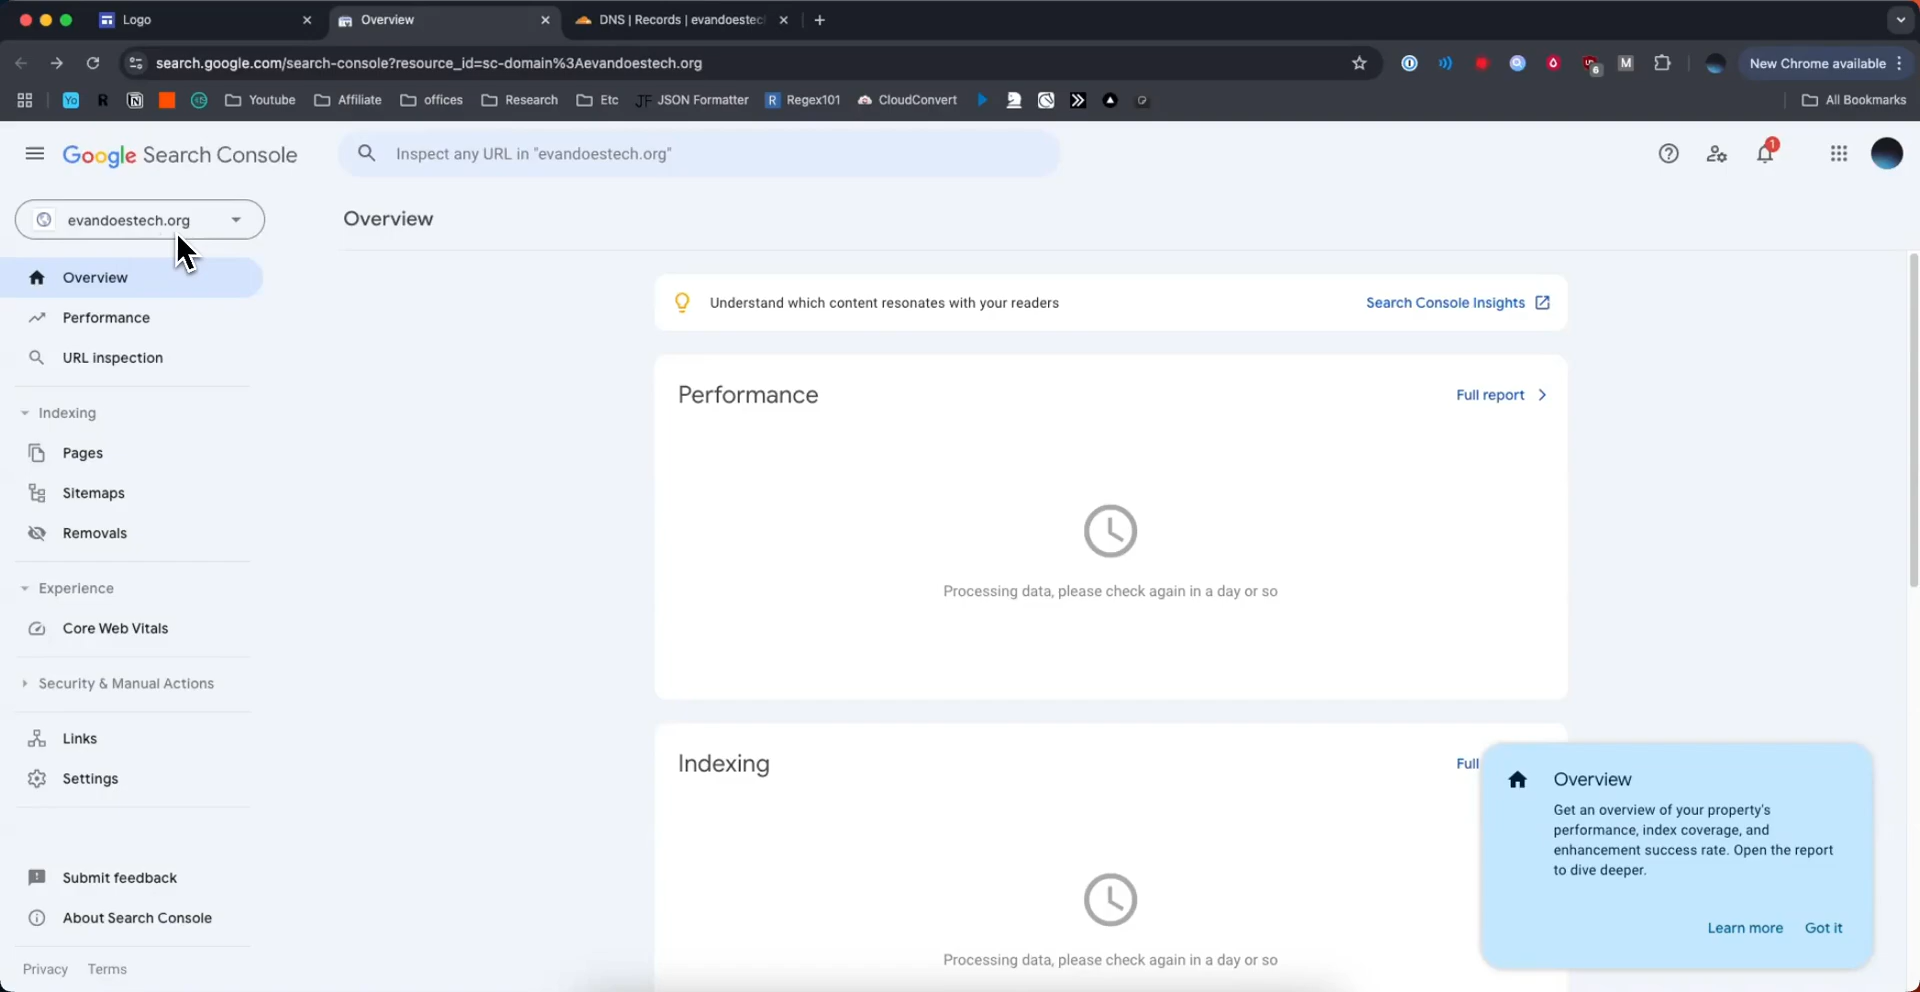 Logo
Overview
DNS | Records | evandoestec
search.google.com/search-console?resource_id=sc-domain%3Aevandoestech.org
6
M
New Chrome available
Yo
R
Youtube
Affiliate
offices
Research
Etc
JF JSON Formatter
R Regex101
CloudConvert
All Bookmarks
Google Search Console
Inspect any URL in "evandoestech.org"
1
evandoestech.org
Overview
Overview
Performance
URL inspection
Indexing
Pages
Sitemaps
Removals
Experience
Core Web Vitals
Security & Manual Actions
Links
Settings
Submit feedback
About Search Console
Privacy Terms
Understand which content resonates with your readers
Search Console Insights
Performance
Full report
Processing data, please check again in a day or so
Indexing
Full
Processing data, please check again in a day or so
Overview
Get an overview of your property's
performance, index coverage, and
enhancement success rate. Open the report
to dive deeper.
Learn more
Got it